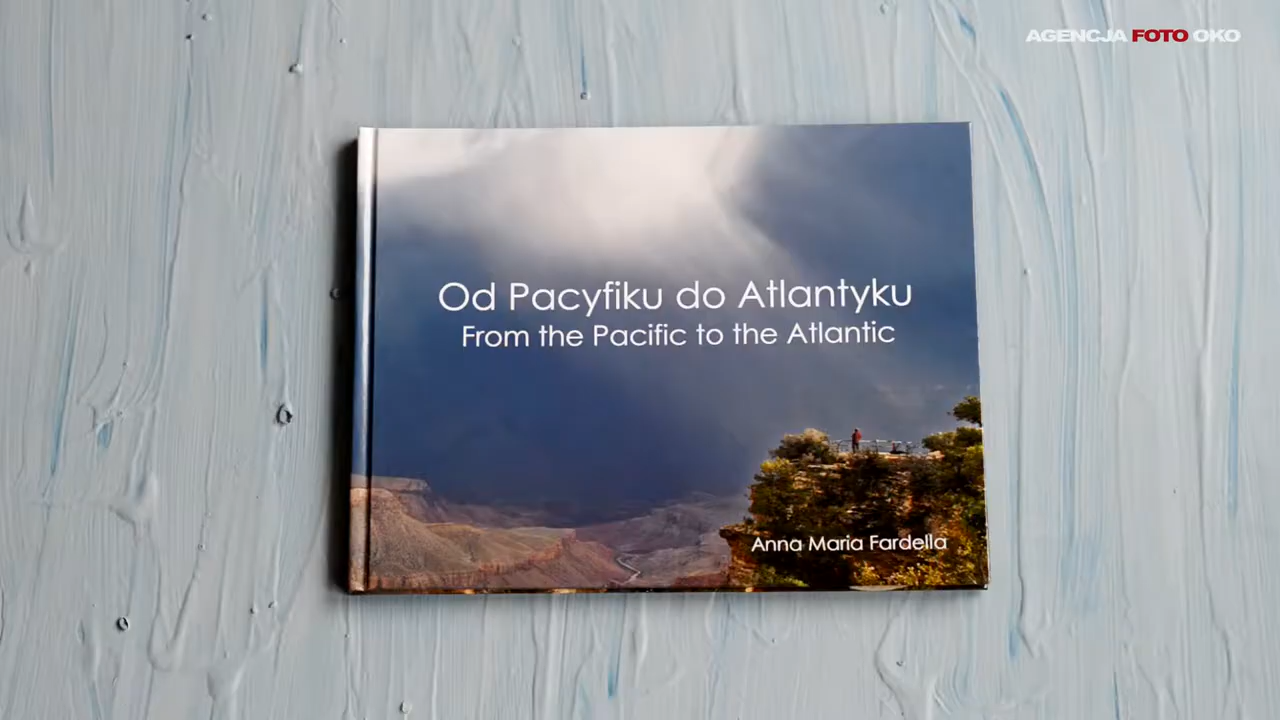 AGENCJA FOTO OKO
Od Pacyfiku do Atlantyku
From the Pacific to the Atlantic
Anna Maria Fardella